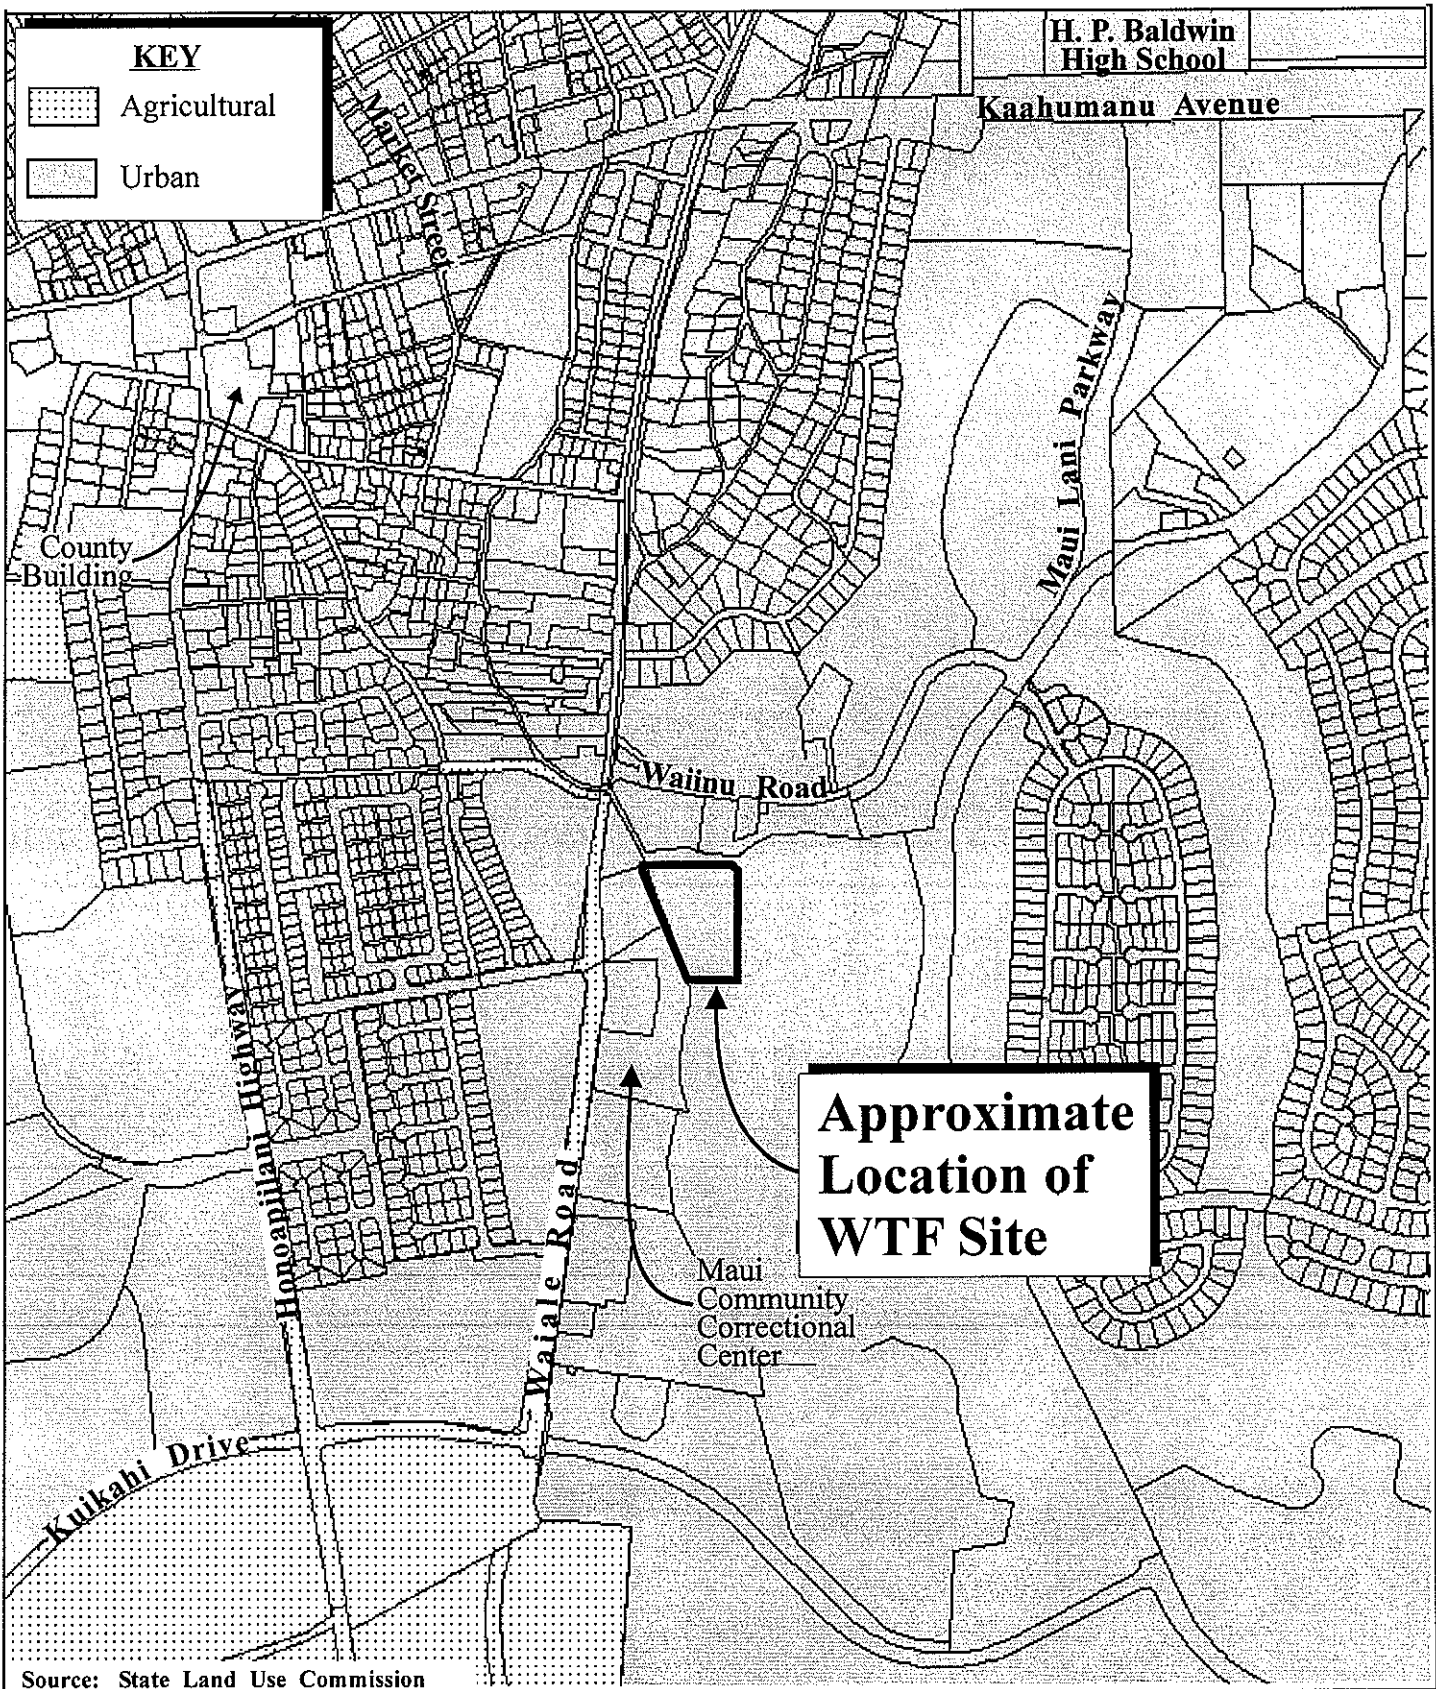 KEY
Agricultural
Urban
H. P. Baldwin
High School
Kaahumanu Avenue
Market Street
Maui Lani Parkway
County
Building
Waiinu Road
Honoapiilani Highway
Waiale Road
Approximate
Location of
WTF Site
Maui
Community
Correctional
Center
Kuikahi Drive
Source: State Land Use Commission